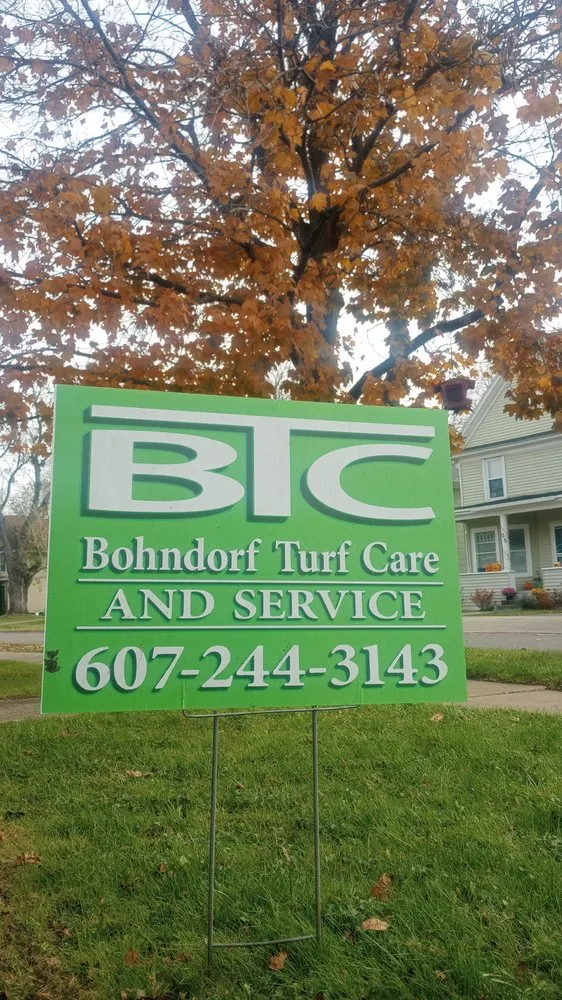 BTC
Bohndorf Turf Care
AND SERVICE
607-244-3143